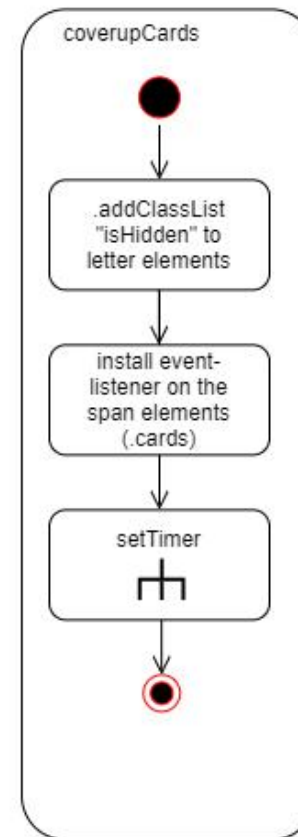 coverupCards
.addClassList
"isHidden" to
letter elements
install event-
listener on the
span elements
(.cards)
setTimer